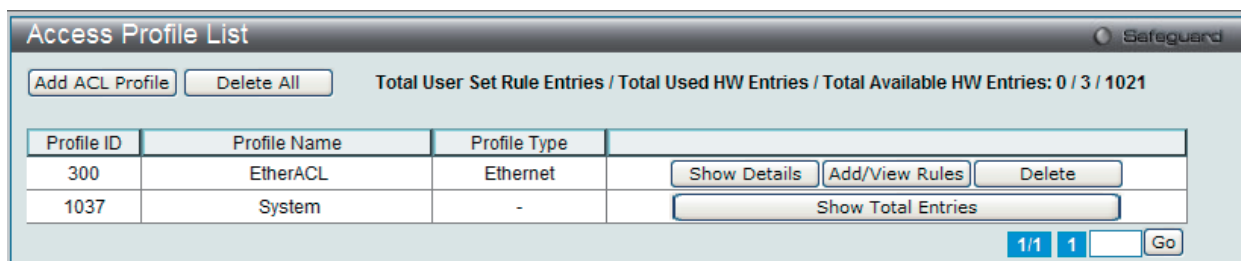 Access Profile List Safeguard
Add ACL Profile Delete All Total User Set Rule Entries / Total Used HW Entries / Total Available HW Entries: 0 / 3 / 1021
Profile ID Profile Name Profile Type
300 EtherACL Ethernet Show Details Add/View Rules Delete
1037 System - Show Total Entries
1/1 1 Go